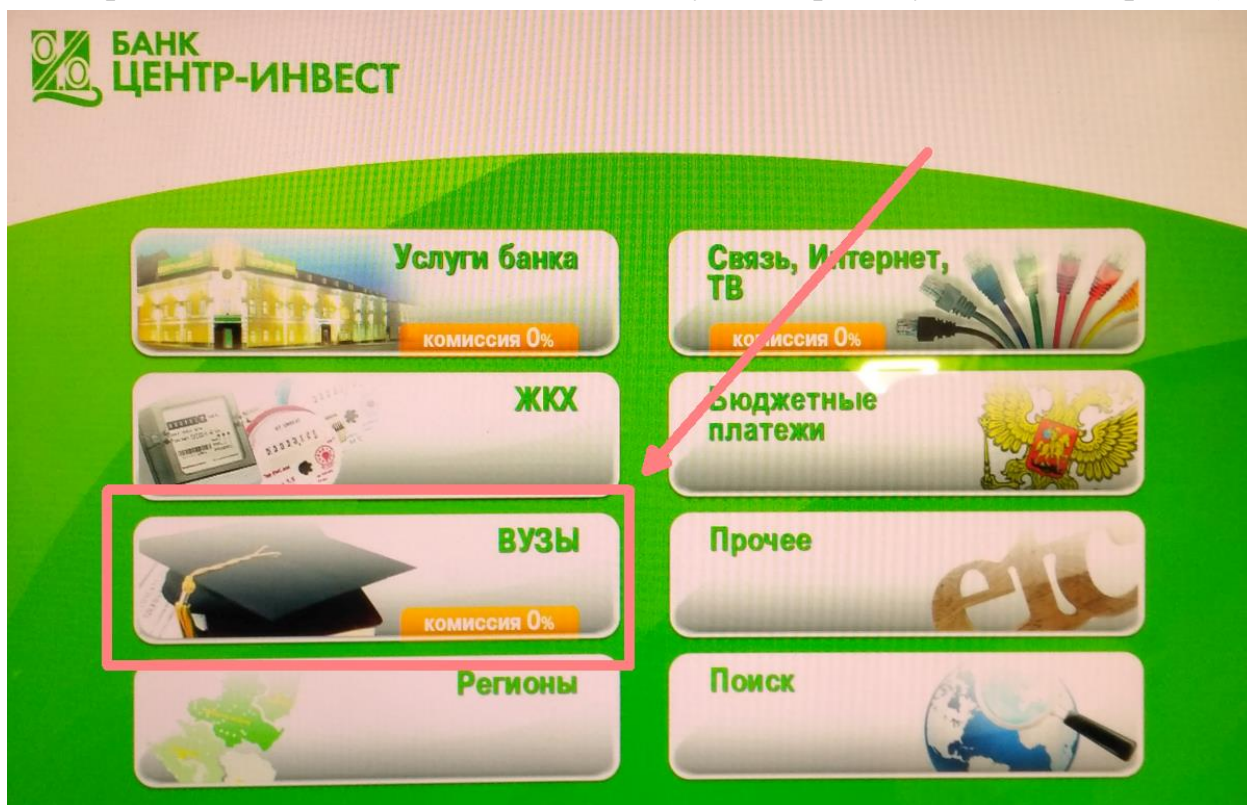 БАНК
ЦЕНТР-ИНВЕСТ
Услуги банка
комиссия 0%
Связь, Интернет,
ТВ
комиссия 0%
ЖКХ
Бюджетные
платежи
ВУЗЫ
комиссия 0%
Прочее
etc
Регионы
Поиск